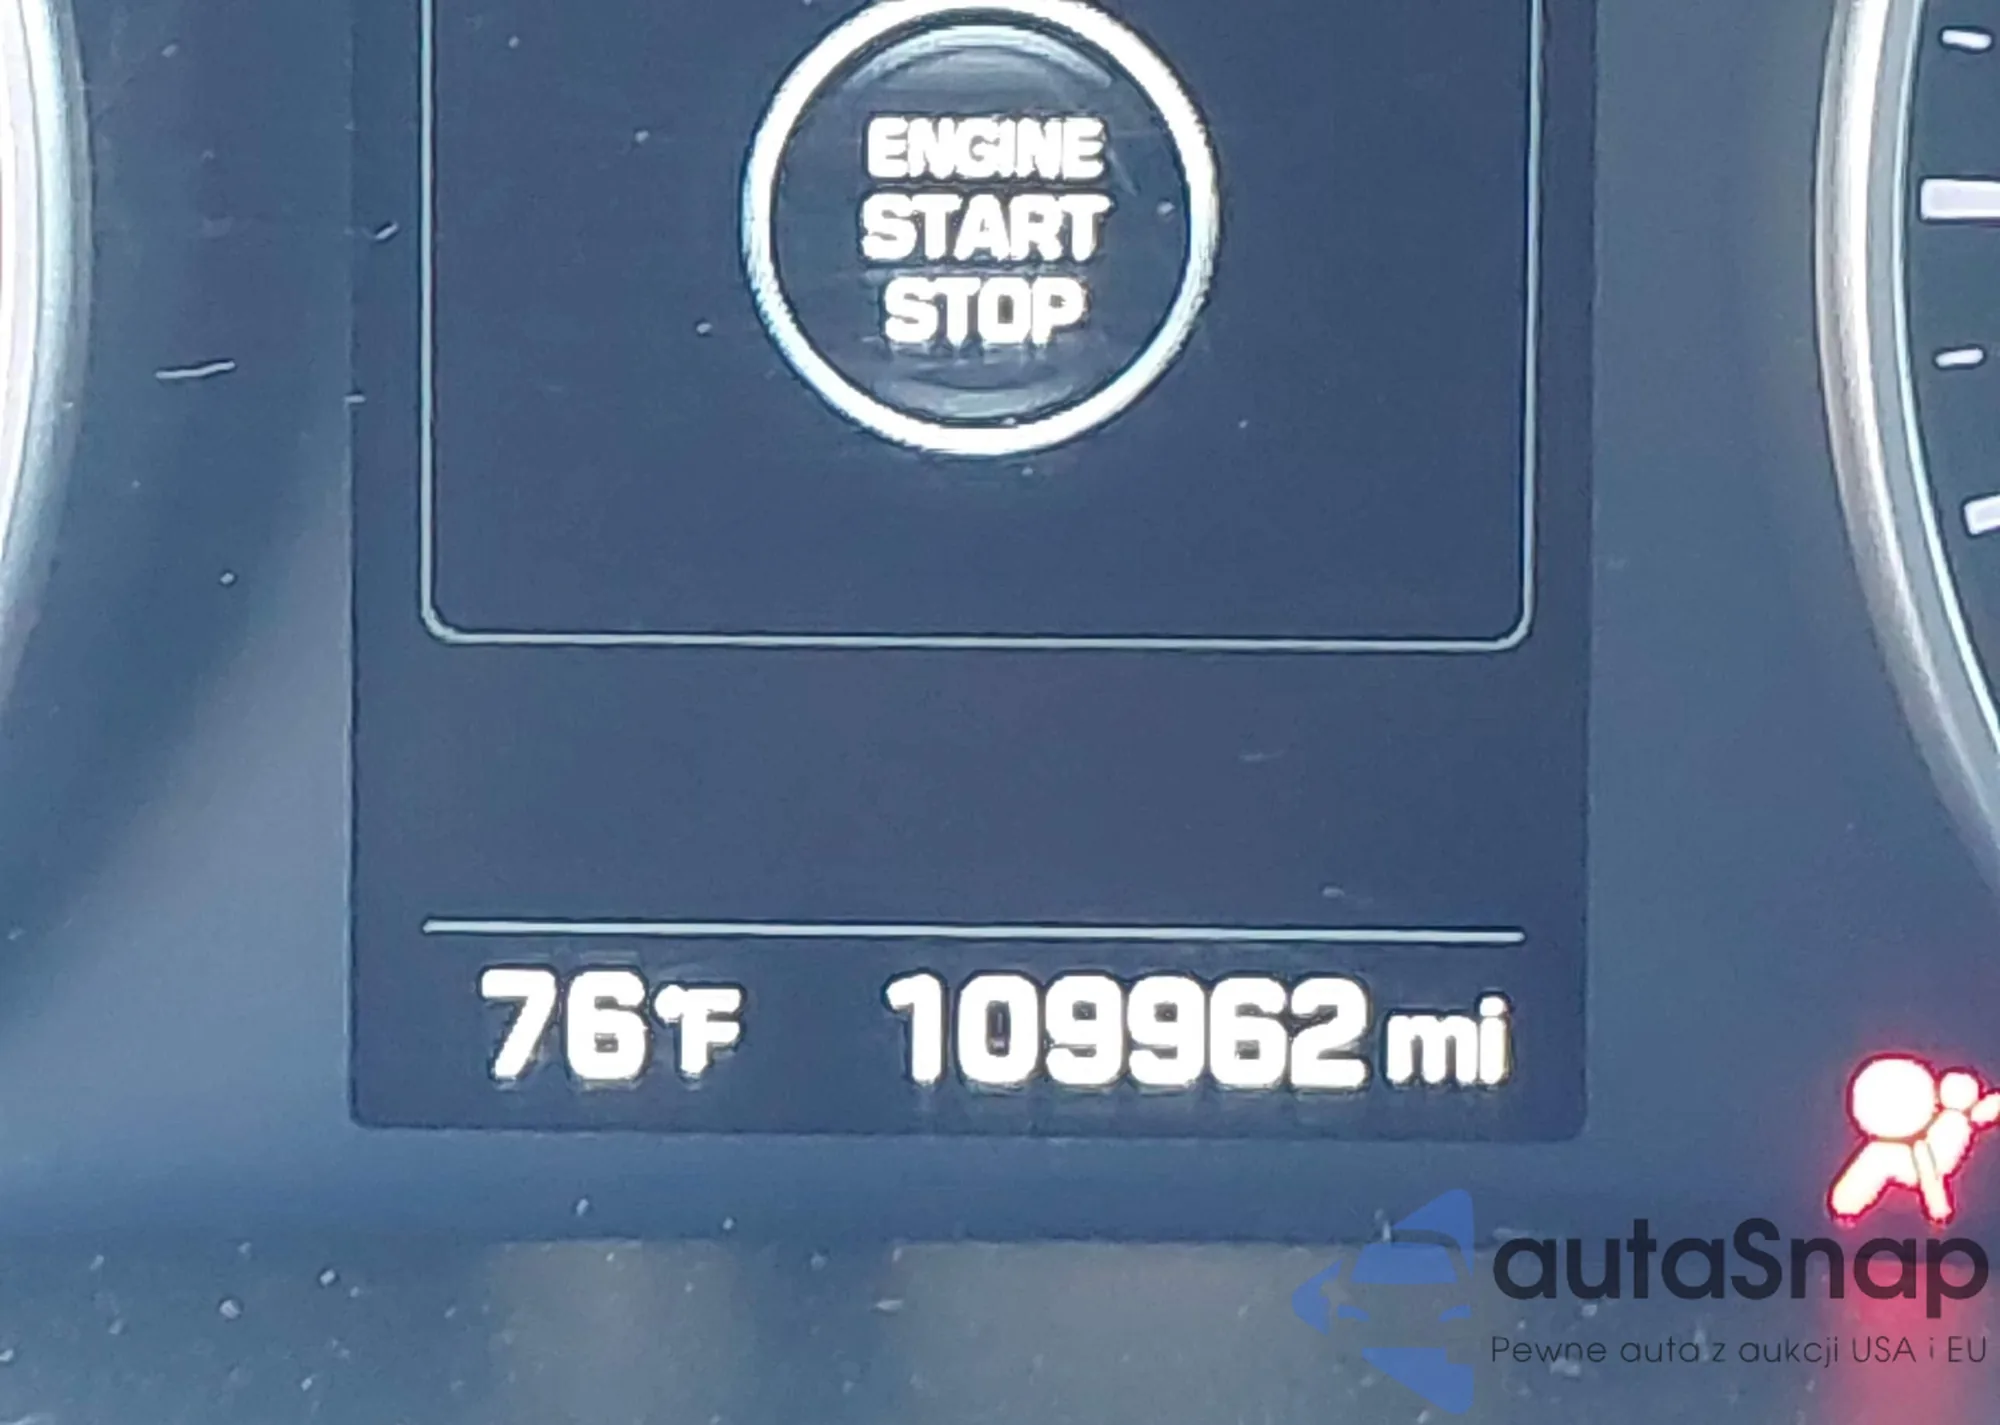 ENGINE
START
STOP
76°F 109962 mi
autaSnap
Pewne auta z aukcji USA i EU